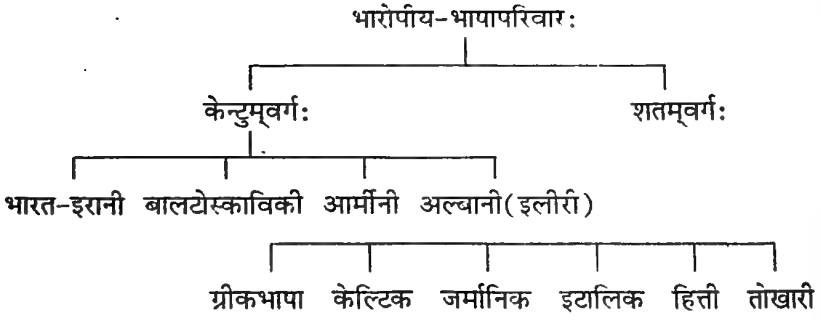 भारोपीय-भाषापरिवार:
केन्टुम्वर्ग: शतम्वर्ग:
भारत-इरानी बालटोस्काविकी आर्मीनी अल्बानी(इलीरी)
ग्रीकभाषा केल्टिक जर्मानिक इटालिक हित्ती तोखारी